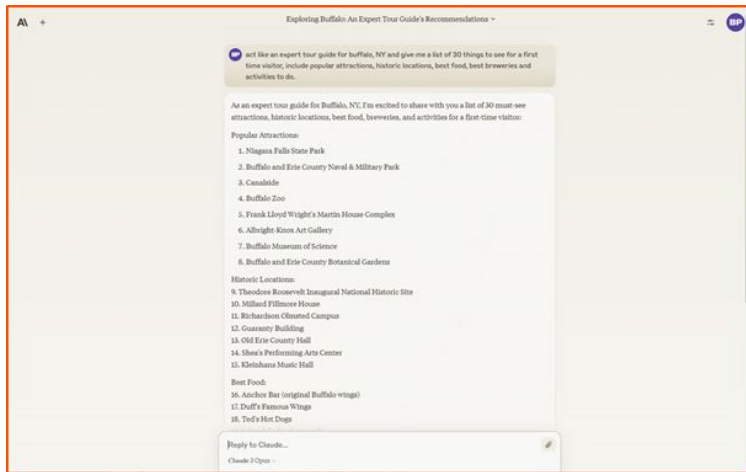 A\ +
Exploring Buffalo: An Expert Tour Guide's Recommendations
BP
BP
act like an expert tour guide for buffalo, NY and give me a list of 30 things to see for a first
time visitor, include popular attractions, historic locations, best food, best breweries and
activities to do.
As an expert tour guide for Buffalo, NY, I'm excited to share with you a list of 30 must-see
attractions, historic locations, best food, breweries, and activities for a first-time visitor:
Popular Attractions:
1. Niagara Falls State Park
2. Buffalo and Erie County Naval & Military Park
3. Canalside
4. Buffalo Zoo
5. Frank Lloyd Wright's Martin House Complex
6. Albright-Knox Art Gallery
7. Buffalo Museum of Science
8. Buffalo and Erie County Botanical Gardens
Historic Locations:
9. Theodore Roosevelt Inaugural National Historic Site
10. Millard Fillmore House
11. Richardson Olmsted Campus
12. Guaranty Building
13. Old Erie County Hall
14. Shea's Performing Arts Center
15. Kleinhans Music Hall
Best Food:
16. Anchor Bar (original Buffalo wings)
17. Duff's Famous Wings
18. Ted's Hot Dogs
Reply to Claude...
Claude 3 Opus